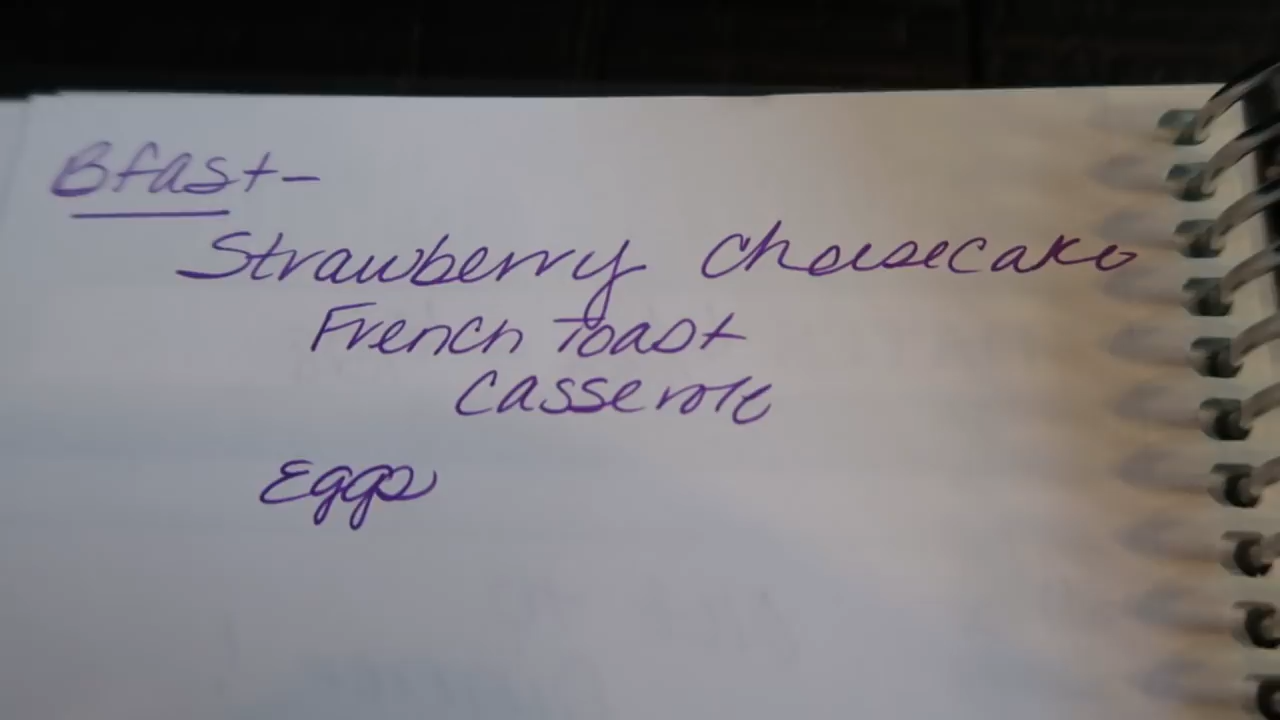 Bfast-
Strawberry Cheesecake
French Toast
Casserole
Eggs